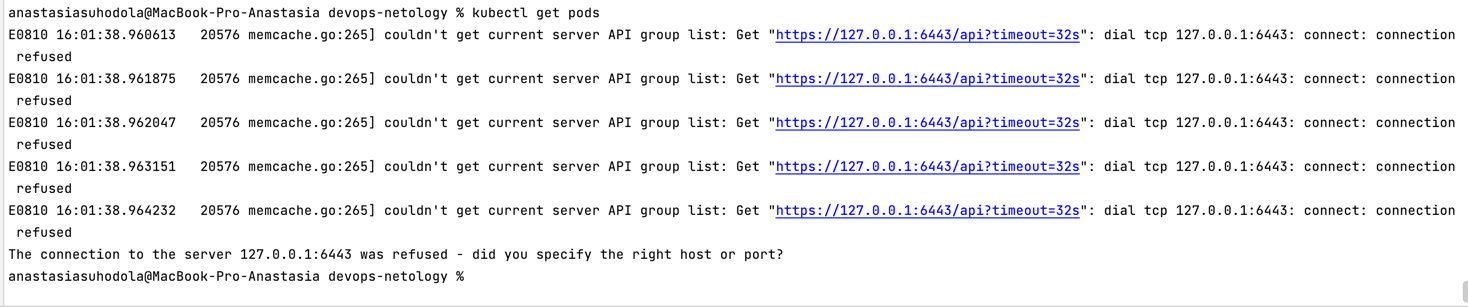 anastasiasuhodola@MacBook-Pro-Anastasia devops-netology % kubectl get pods
E0810 16:01:38.960613   20576 memcache.go:265] couldn't get current server API group list: Get "https://127.0.0.1:6443/api?timeout=32s": dial tcp 127.0.0.1:6443: connect: connection
 refused
E0810 16:01:38.961875   20576 memcache.go:265] couldn't get current server API group list: Get "https://127.0.0.1:6443/api?timeout=32s": dial tcp 127.0.0.1:6443: connect: connection
 refused
E0810 16:01:38.962047   20576 memcache.go:265] couldn't get current server API group list: Get "https://127.0.0.1:6443/api?timeout=32s": dial tcp 127.0.0.1:6443: connect: connection
 refused
E0810 16:01:38.963151   20576 memcache.go:265] couldn't get current server API group list: Get "https://127.0.0.1:6443/api?timeout=32s": dial tcp 127.0.0.1:6443: connect: connection
 refused
E0810 16:01:38.964232   20576 memcache.go:265] couldn't get current server API group list: Get "https://127.0.0.1:6443/api?timeout=32s": dial tcp 127.0.0.1:6443: connect: connection
 refused
The connection to the server 127.0.0.1:6443 was refused - did you specify the right host or port?
anastasiasuhodola@MacBook-Pro-Anastasia devops-netology %